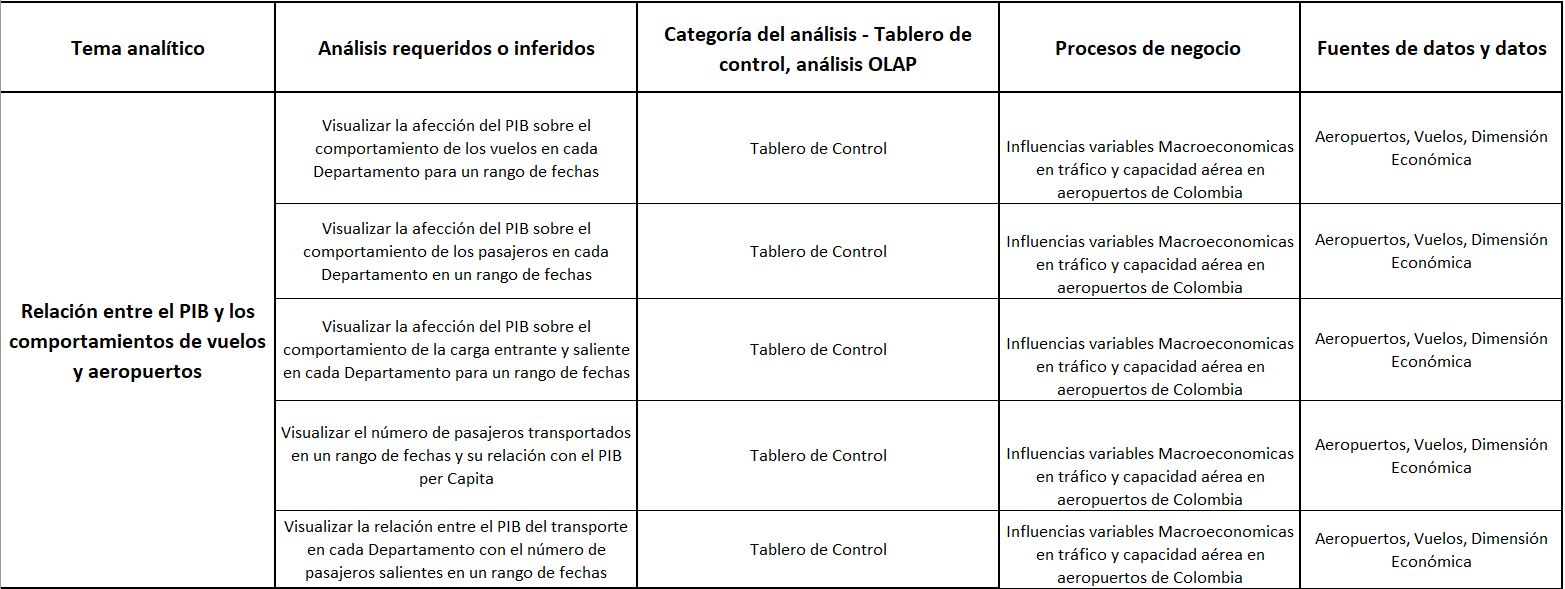 Tema analítico
Análisis requeridos o inferidos
Categoría del análisis - Tablero de
control, análisis OLAP
Procesos de negocio
Fuentes de datos y datos
Relación entre el PIB y los
comportamientos de vuelos
y aeropuertos
Visualizar la afección del PIB sobre el
comportamiento de los vuelos en cada
Departamento para un rango de fechas
Tablero de Control
Influencias variables Macroeconomicas
en tráfico y capacidad aérea en
aeropuertos de Colombia
Aeropuertos, Vuelos, Dimensión
Económica
Visualizar la afección del PIB sobre el
comportamiento de los pasajeros en cada
Departamento en un rango de fechas
Tablero de Control
Influencias variables Macroeconomicas
en tráfico y capacidad aérea en
aeropuertos de Colombia
Aeropuertos, Vuelos, Dimensión
Económica
Visualizar la afección del PIB sobre el
comportamiento de la carga entrante y saliente
en cada Departamento para un rango de fechas
Tablero de Control
Influencias variables Macroeconomicas
en tráfico y capacidad aérea en
aeropuertos de Colombia
Aeropuertos, Vuelos, Dimensión
Económica
Visualizar el número de pasajeros transportados
en un rango de fechas y su relación con el PIB
per Capita
Tablero de Control
Influencias variables Macroeconomicas
en tráfico y capacidad aérea en
aeropuertos de Colombia
Aeropuertos, Vuelos, Dimensión
Económica
Visualizar la relación entre el PIB del transporte
en cada Departamento con el número de
pasajeros salientes en un rango de fechas
Tablero de Control
Influencias variables Macroeconomicas
en tráfico y capacidad aérea en
aeropuertos de Colombia
Aeropuertos, Vuelos, Dimensión
Económica